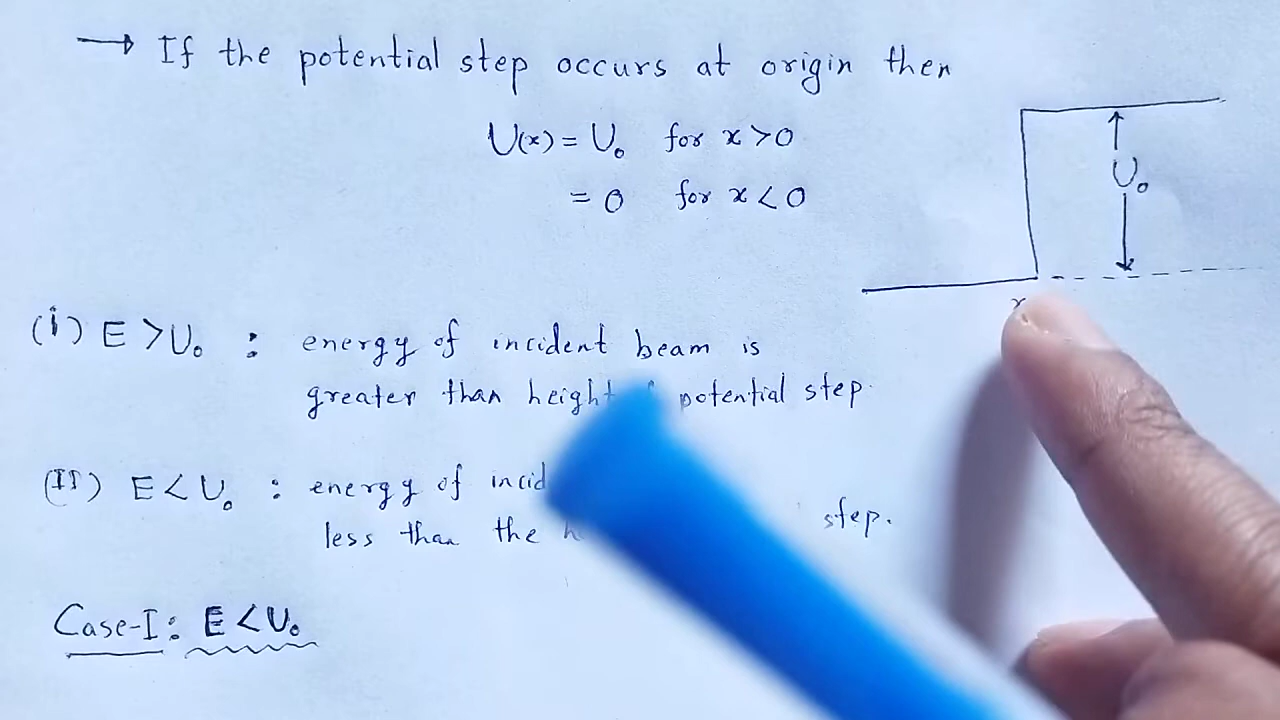 → If the potential step occurs at origin then
U(x) = U₀ for x > 0
= 0 for x < 0
U₀
x
(i) E > U₀ : energy of incident beam is
greater than height potential step.
(II) E < U₀ : energy of
less than the step.
Case-I: E < U₀